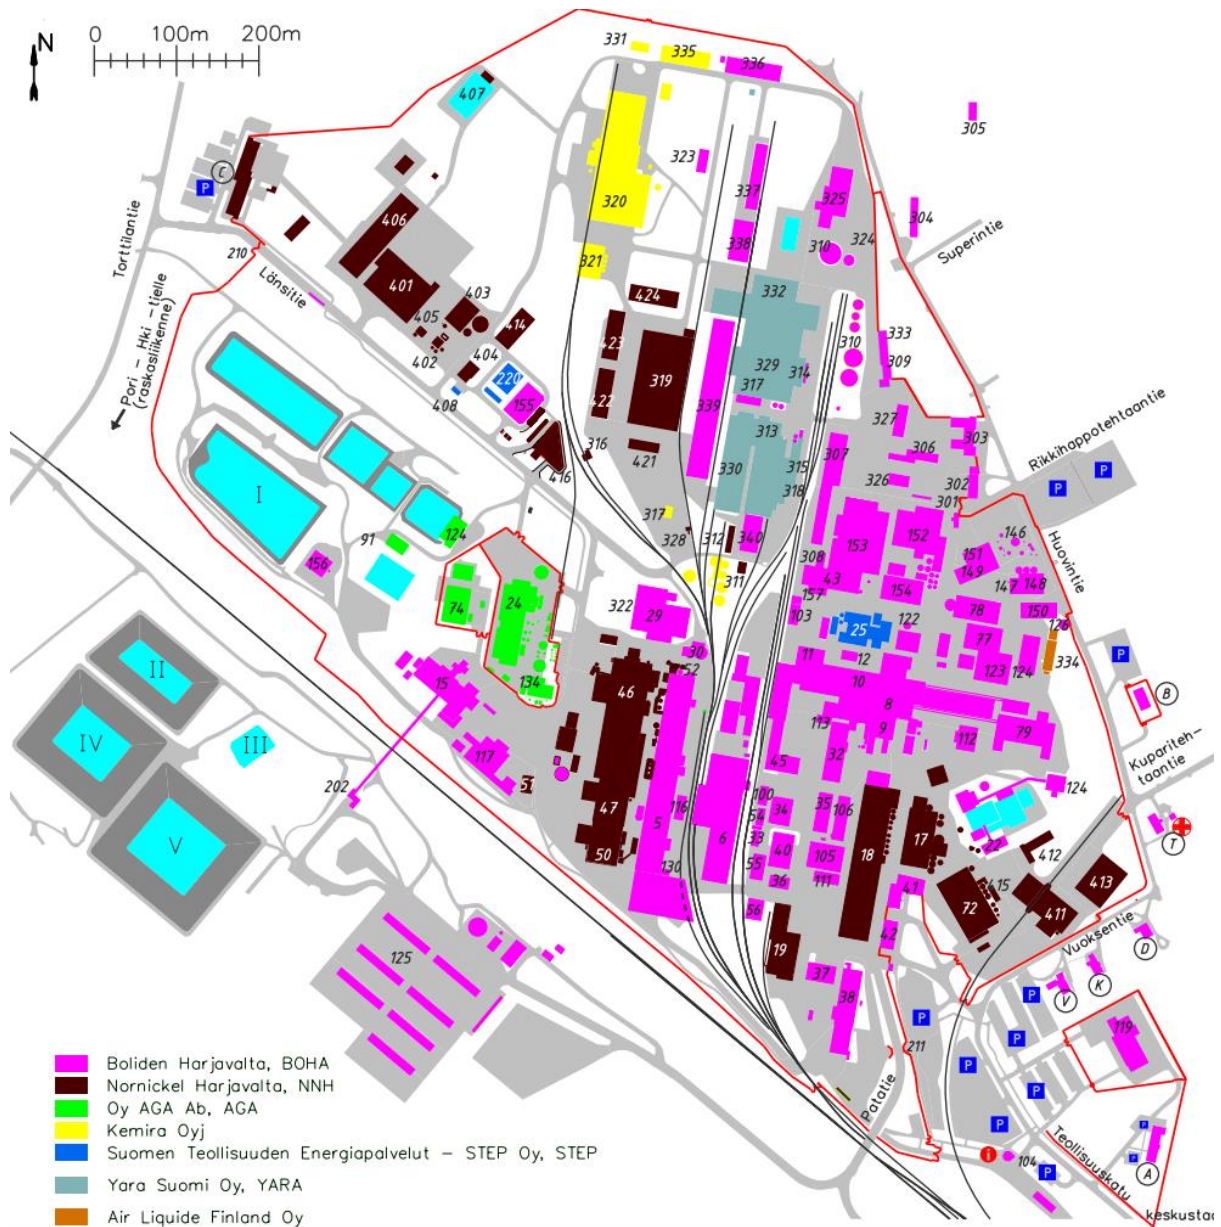 0 100m 200m
N
331
335
336
407
305
323
C
P
337
325
320
406
304
338
310
324
Superintie
210
321
Torttilantie
Länsitie
401
403
424
332
405
414
310
333
423
402
404
319
329
309
314
Pori - Hki -tielle
(raskasliikenne)
408
220
155
422
317
339
327
303
313
306
Rikkihappotehtaantie
316
421
307
416
315
330
326
302
P
P
I
318
301
317
91
124
328
312
340
152
146
Huovintie
308
153
151
156
311
43
149
147
148
157
154
74
24
322
29
103
78
150
122
126
25
77
30
II
11
12
123
124
334
P
134
52
15
46
10
B
8
IV
III
113
9
32
112
79
Kuparileh-
taantie
117
45
202
51
124
100
47
116
34
35
106
54
V
5
17
T
33
22
6
50
40
105
18
412
55
130
36
111
41
415
413
56
72
411
Vuoksentie
42
D
125
19
37
K
V
38
P
P
119
P
211
P
P
Patatie
P
Teollisuuskatu
P
P
A
104
P
i
keskusta
Boliden Harjavalta, BOHA
Nornickel Harjavalta, NNH
Oy AGA Ab, AGA
Kemira Oyj
Suomen Teollisuuden Energiapalvelut – STEP Oy, STEP
Yara Suomi Oy, YARA
Air Liquide Finland Oy